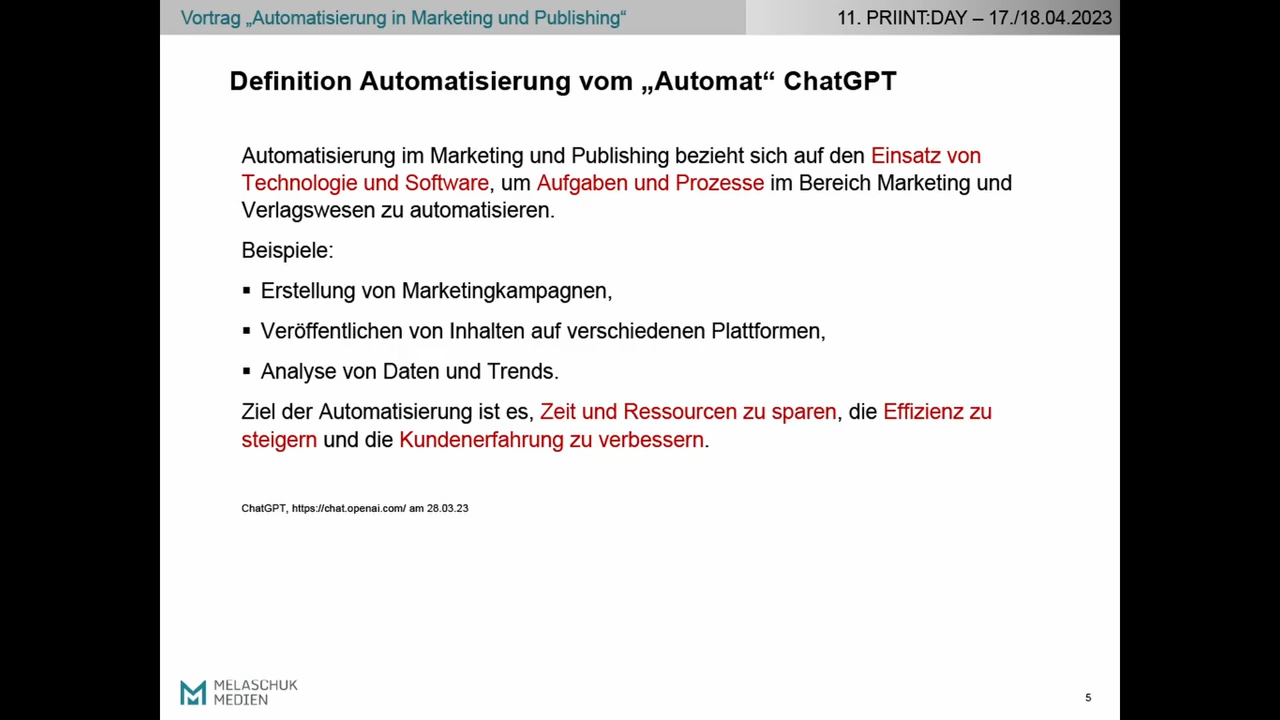 Vortrag „Automatisierung in Marketing und Publishing“
11. PRIINT:DAY – 17./18.04.2023
Definition Automatisierung vom „Automat“ ChatGPT
Automatisierung im Marketing und Publishing bezieht sich auf den Einsatz von
Technologie und Software, um Aufgaben und Prozesse im Bereich Marketing und
Verlagswesen zu automatisieren.
Beispiele:
▪ Erstellung von Marketingkampagnen,
▪ Veröffentlichen von Inhalten auf verschiedenen Plattformen,
▪ Analyse von Daten und Trends.
Ziel der Automatisierung ist es, Zeit und Ressourcen zu sparen, die Effizienz zu
steigern und die Kundenerfahrung zu verbessern.
ChatGPT, https://chat.openai.com/ am 28.03.23
MELASCHUK
MEDIEN
5